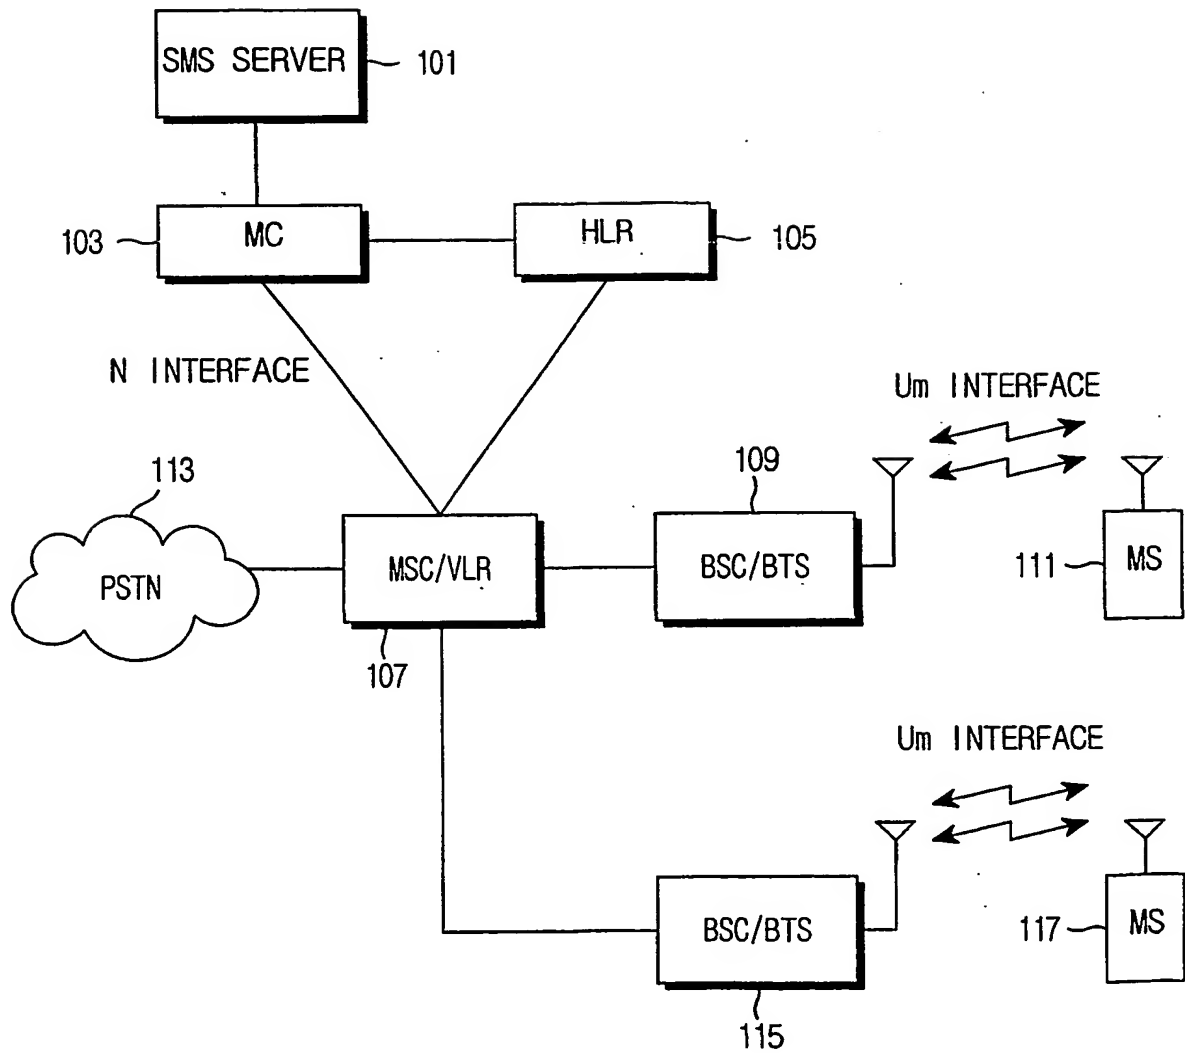 SMS SERVER
101
103
MC
HLR
105
N INTERFACE
Um INTERFACE
113
109
PSTN
MSC/VLR
BSC/BTS
111
MS
107
Um INTERFACE
BSC/BTS
117
MS
115